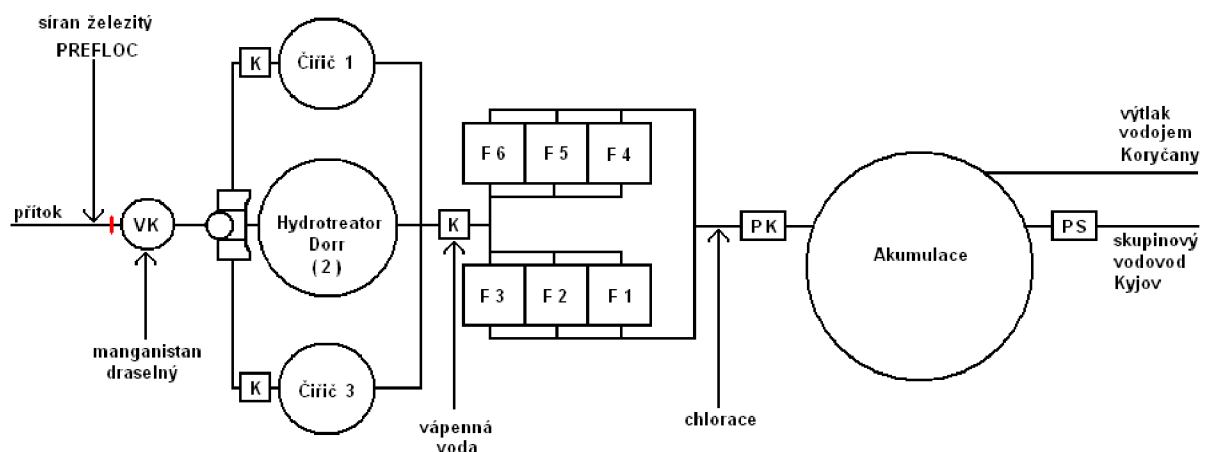 síran železitý
PREFLOC
přítok
VK
manganistan
draselný
K
Čiřič 1
Hydrotreator
Dorr
( 2 )
K
Čiřič 3
K
vápenná
voda
F 6
F 5
F 4
F 3
F 2
F 1
chlorace
PK
Akumulace
výtlak
vodojem
Koryčany
PS
skupinový
vodovod
Kyjov